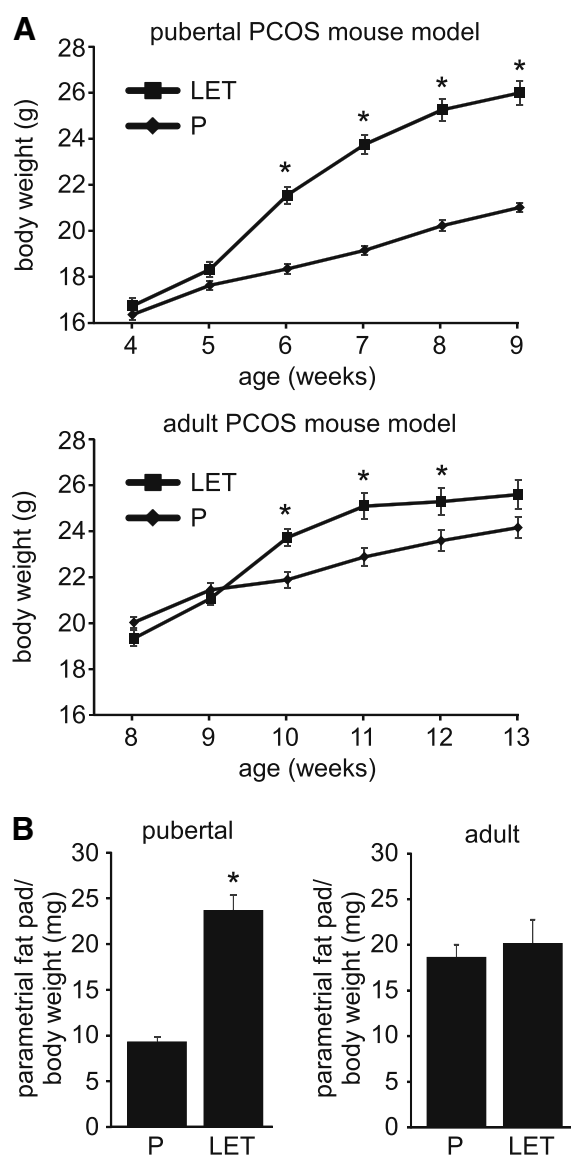 A
pubertal PCOS mouse model
body weight (g)
28
26
24
22
20
18
16
LET
P
*
*
*
*
4 5 6 7 8 9
age (weeks)
adult PCOS mouse model
body weight (g)
28
26
24
22
20
18
16
LET
P
*
*
*
8 9 10 11 12 13
age (weeks)
B
pubertal
parametrial fat pad/
body weight (mg)
30
25
20
15
10
5
0
*
P LET
adult
parametrial fat pad/
body weight (mg)
30
25
20
15
10
5
0
P LET